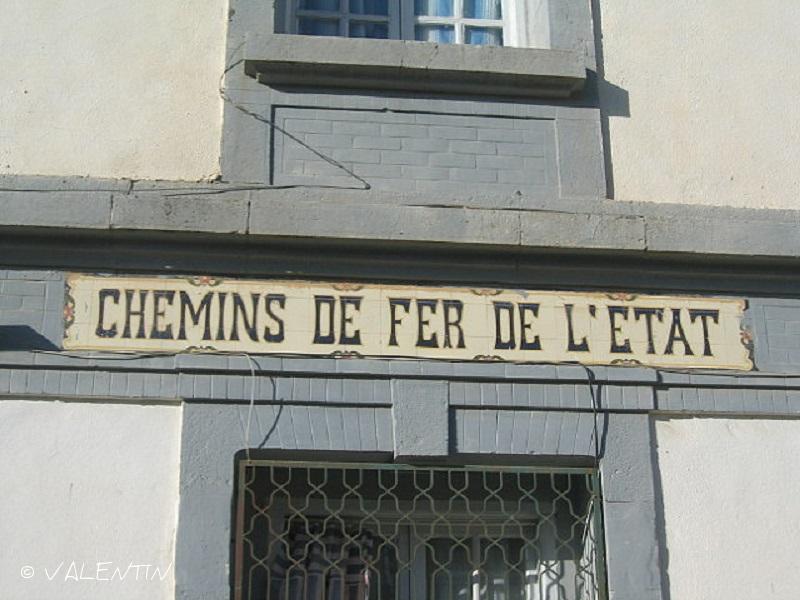 CHEMINS DE FER DE L'ETAT
© VALENTIN